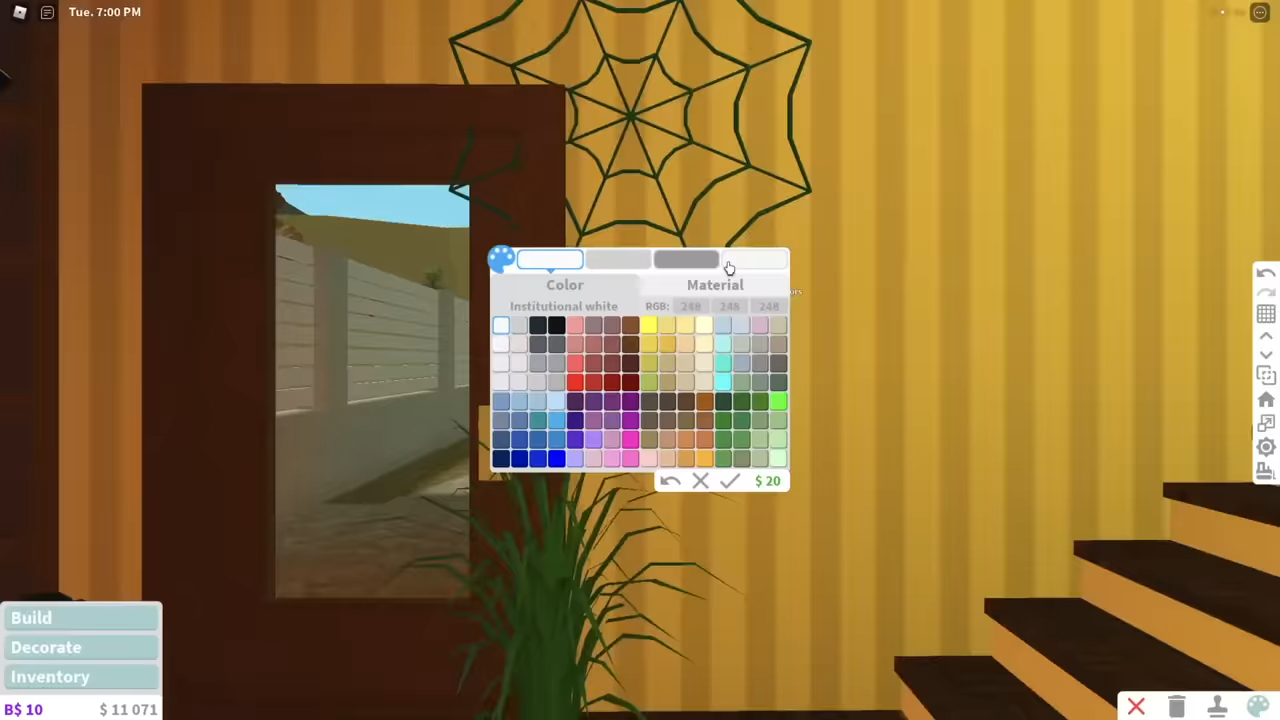 Tue. 7:00 PM
Color
Material
Institutional white
RGB: 248 248 248
$ 20
Build
Decorate
Inventory
B$ 10
$ 11 071